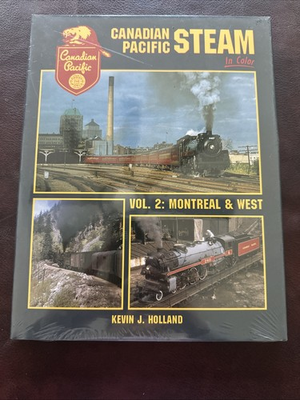 CANADIAN
PACIFIC STEAM
In Color
Canadian
Pacific
VOL. 2: MONTREAL & WEST
KEVIN J. HOLLAND